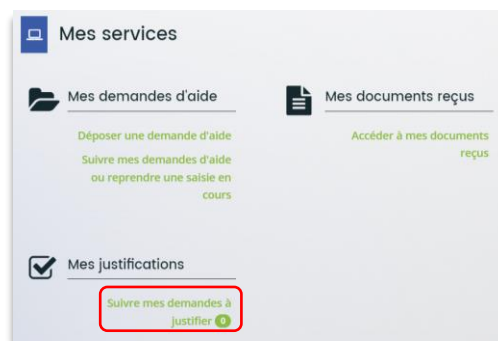 Mes services
Mes demandes d'aide
Déposer une demande d'aide
Suivre mes demandes d'aide
ou reprendre une saisie en
cours
Mes documents reçus
Accéder à mes documents
reçus
Mes justifications
Suivre mes demandes à
justifier 0